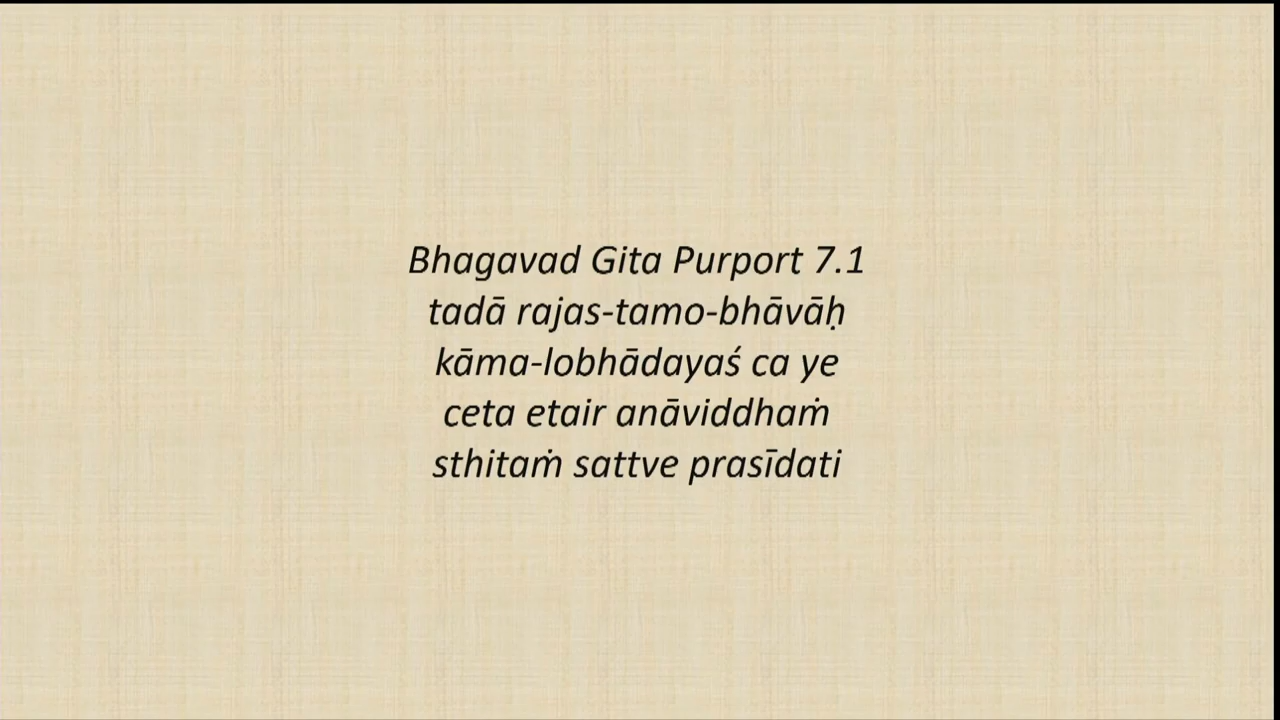 Bhagavad Gita Purport 7.1
tadā rajas-tamo-bhāvāḥ
kāma-lobhādayaś ca ye
ceta etair anāviddhaṁ
sthitaṁ sattve prasīdati